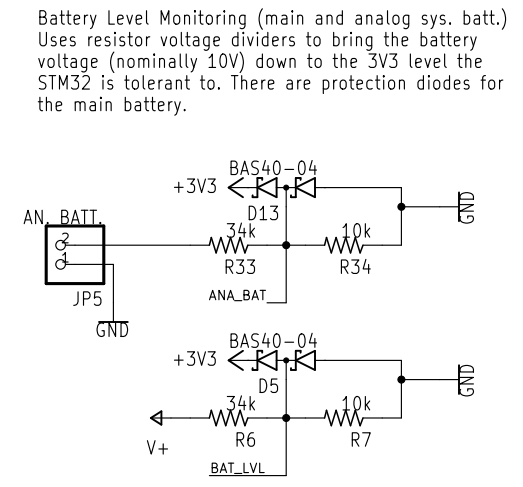 Battery Level Monitoring (main and analog sys. batt.)
Uses resistor voltage dividers to bring the battery
voltage (nominally 10V) down to the 3V3 level the
STM32 is tolerant to. There are protection diodes for
the main battery.
BAS40-04
+3V3
D13
GND
AN. BATT.
2
1
34k
10k
R33
R34
JP5
ANA_BAT
GND
BAS40-04
+3V3
D5
GND
34k
10k
V+
R6
R7
BAT_LVL